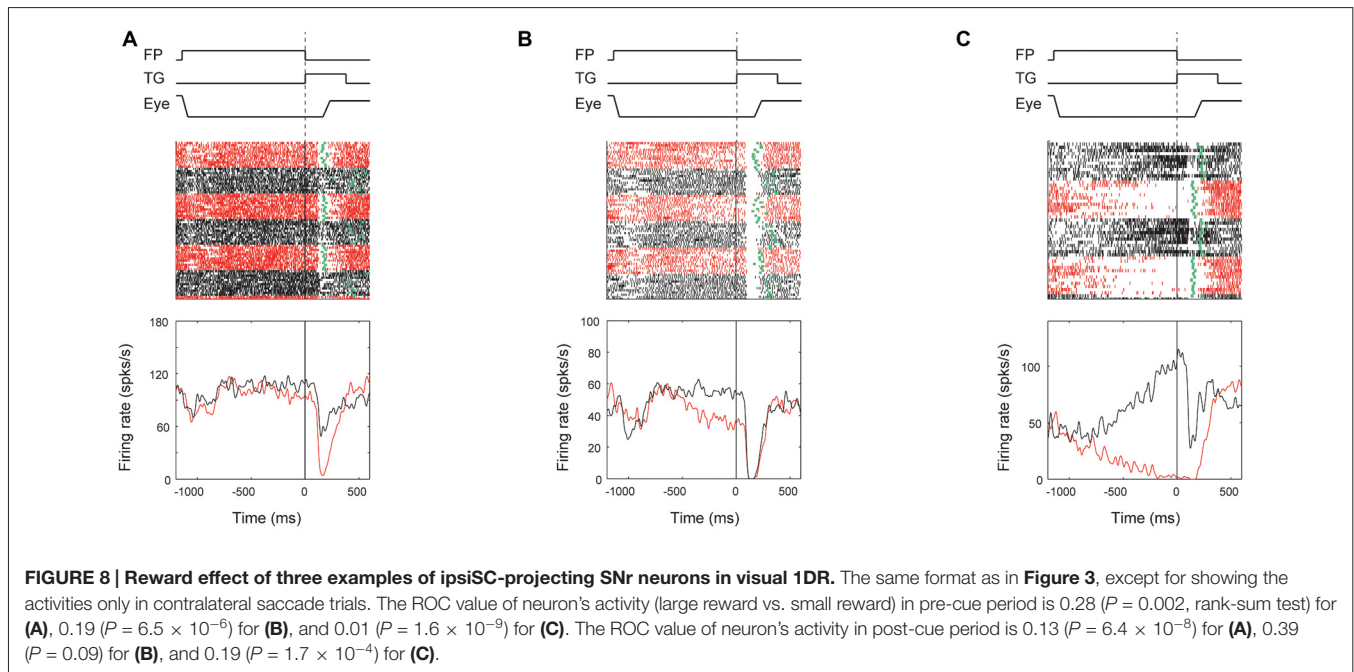 A
FP
TG
Eye
180
120
60
0
Firing rate (spks/s)
-1000 -500 0 500
Time (ms)
B
FP
TG
Eye
100
80
60
40
20
0
Firing rate (spks/s)
-1000 -500 0 500
Time (ms)
C
FP
TG
Eye
100
50
0
Firing rate (spks/s)
-1000 -500 0 500
Time (ms)
FIGURE 8 | Reward effect of three examples of ipsiSC-projecting SNr neurons in visual 1DR. The same format as in Figure 3, except for showing the
activities only in contralateral saccade trials. The ROC value of neuron's activity (large reward vs. small reward) in pre-cue period is 0.28 (P = 0.002, rank-sum test) for
(A), 0.19 (P = 6.5 × 10⁻⁶) for (B), and 0.01 (P = 1.6 × 10⁻⁹) for (C). The ROC value of neuron's activity in post-cue period is 0.13 (P = 6.4 × 10⁻⁸) for (A), 0.39
(P = 0.09) for (B), and 0.19 (P = 1.7 × 10⁻⁴) for (C).